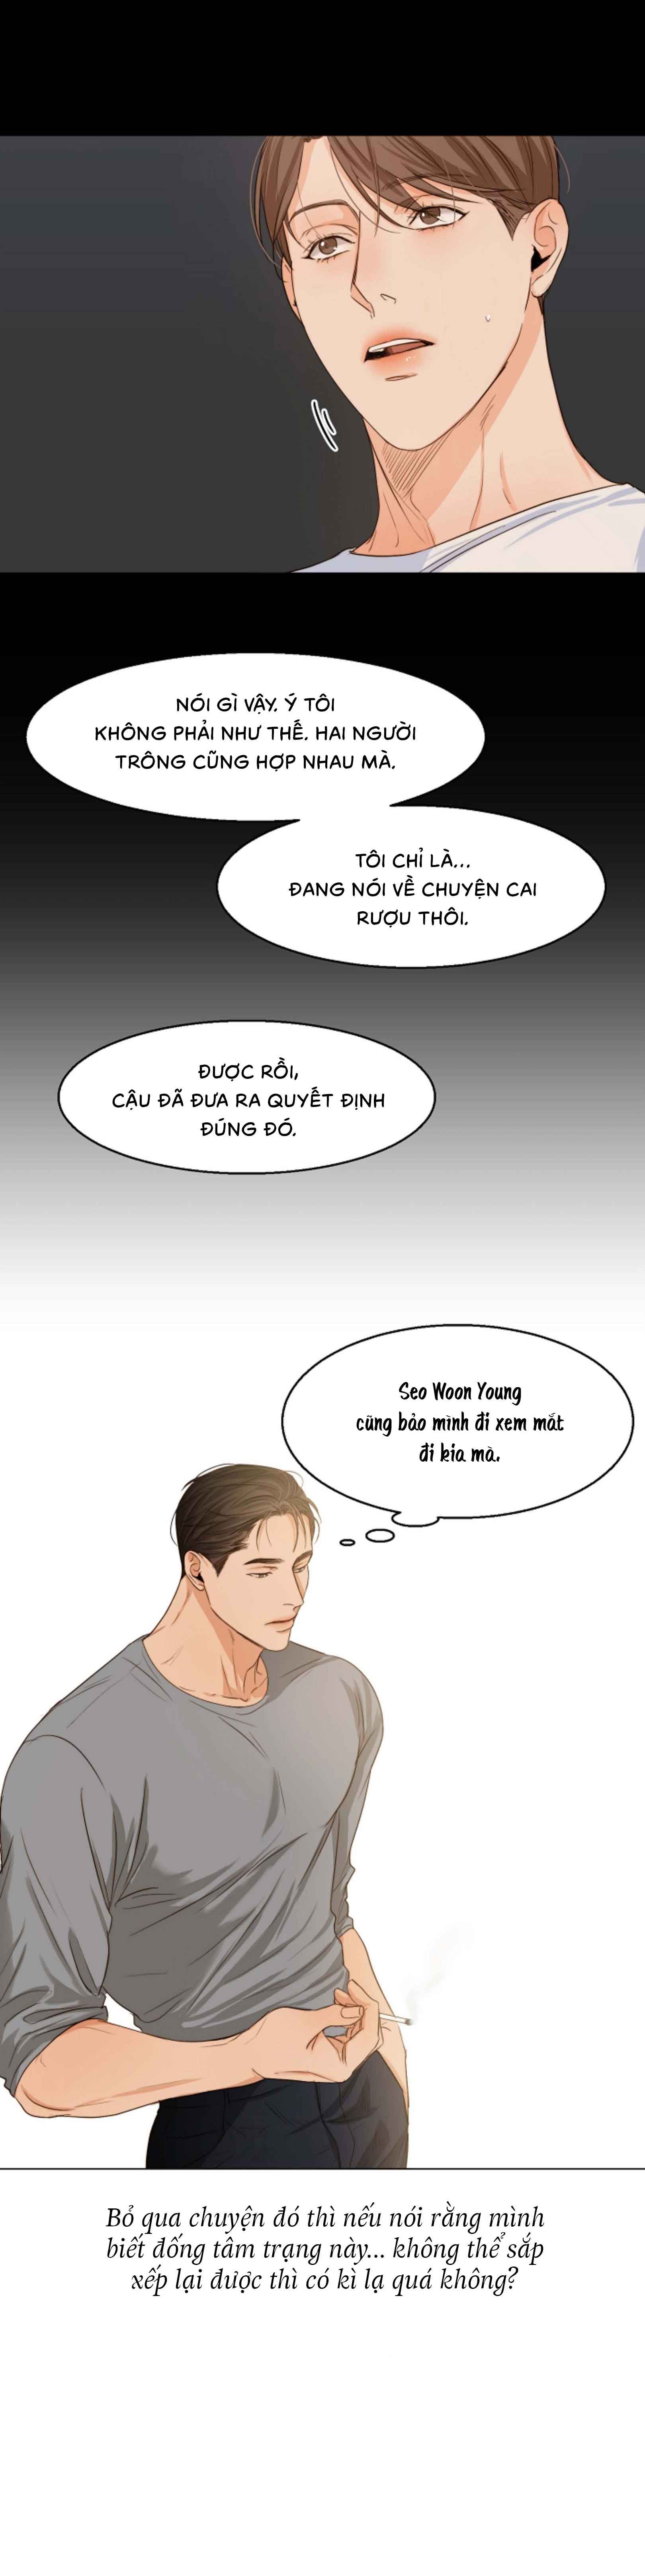 NÓI GÌ VẬY. Ý TÔI
KHÔNG PHẢI NHƯ THẾ. HAI NGƯỜI
TRÔNG CŨNG HỢP NHAU MÀ.
TÔI CHỈ LÀ...
ĐANG NÓI VỀ CHUYỆN CAI
RƯỢU THÔI.
ĐƯỢC RỒI,
CẬU ĐÃ ĐƯA RA QUYẾT ĐỊNH
ĐÚNG ĐÓ.
Seo Woon Young
cũng bảo mình đi xem mắt
đi kia mà.
Bỏ qua chuyện đó thì nếu nói rằng mình
biết đống tâm trạng này... không thể sắp
xếp lại được thì có kì lạ quá không?